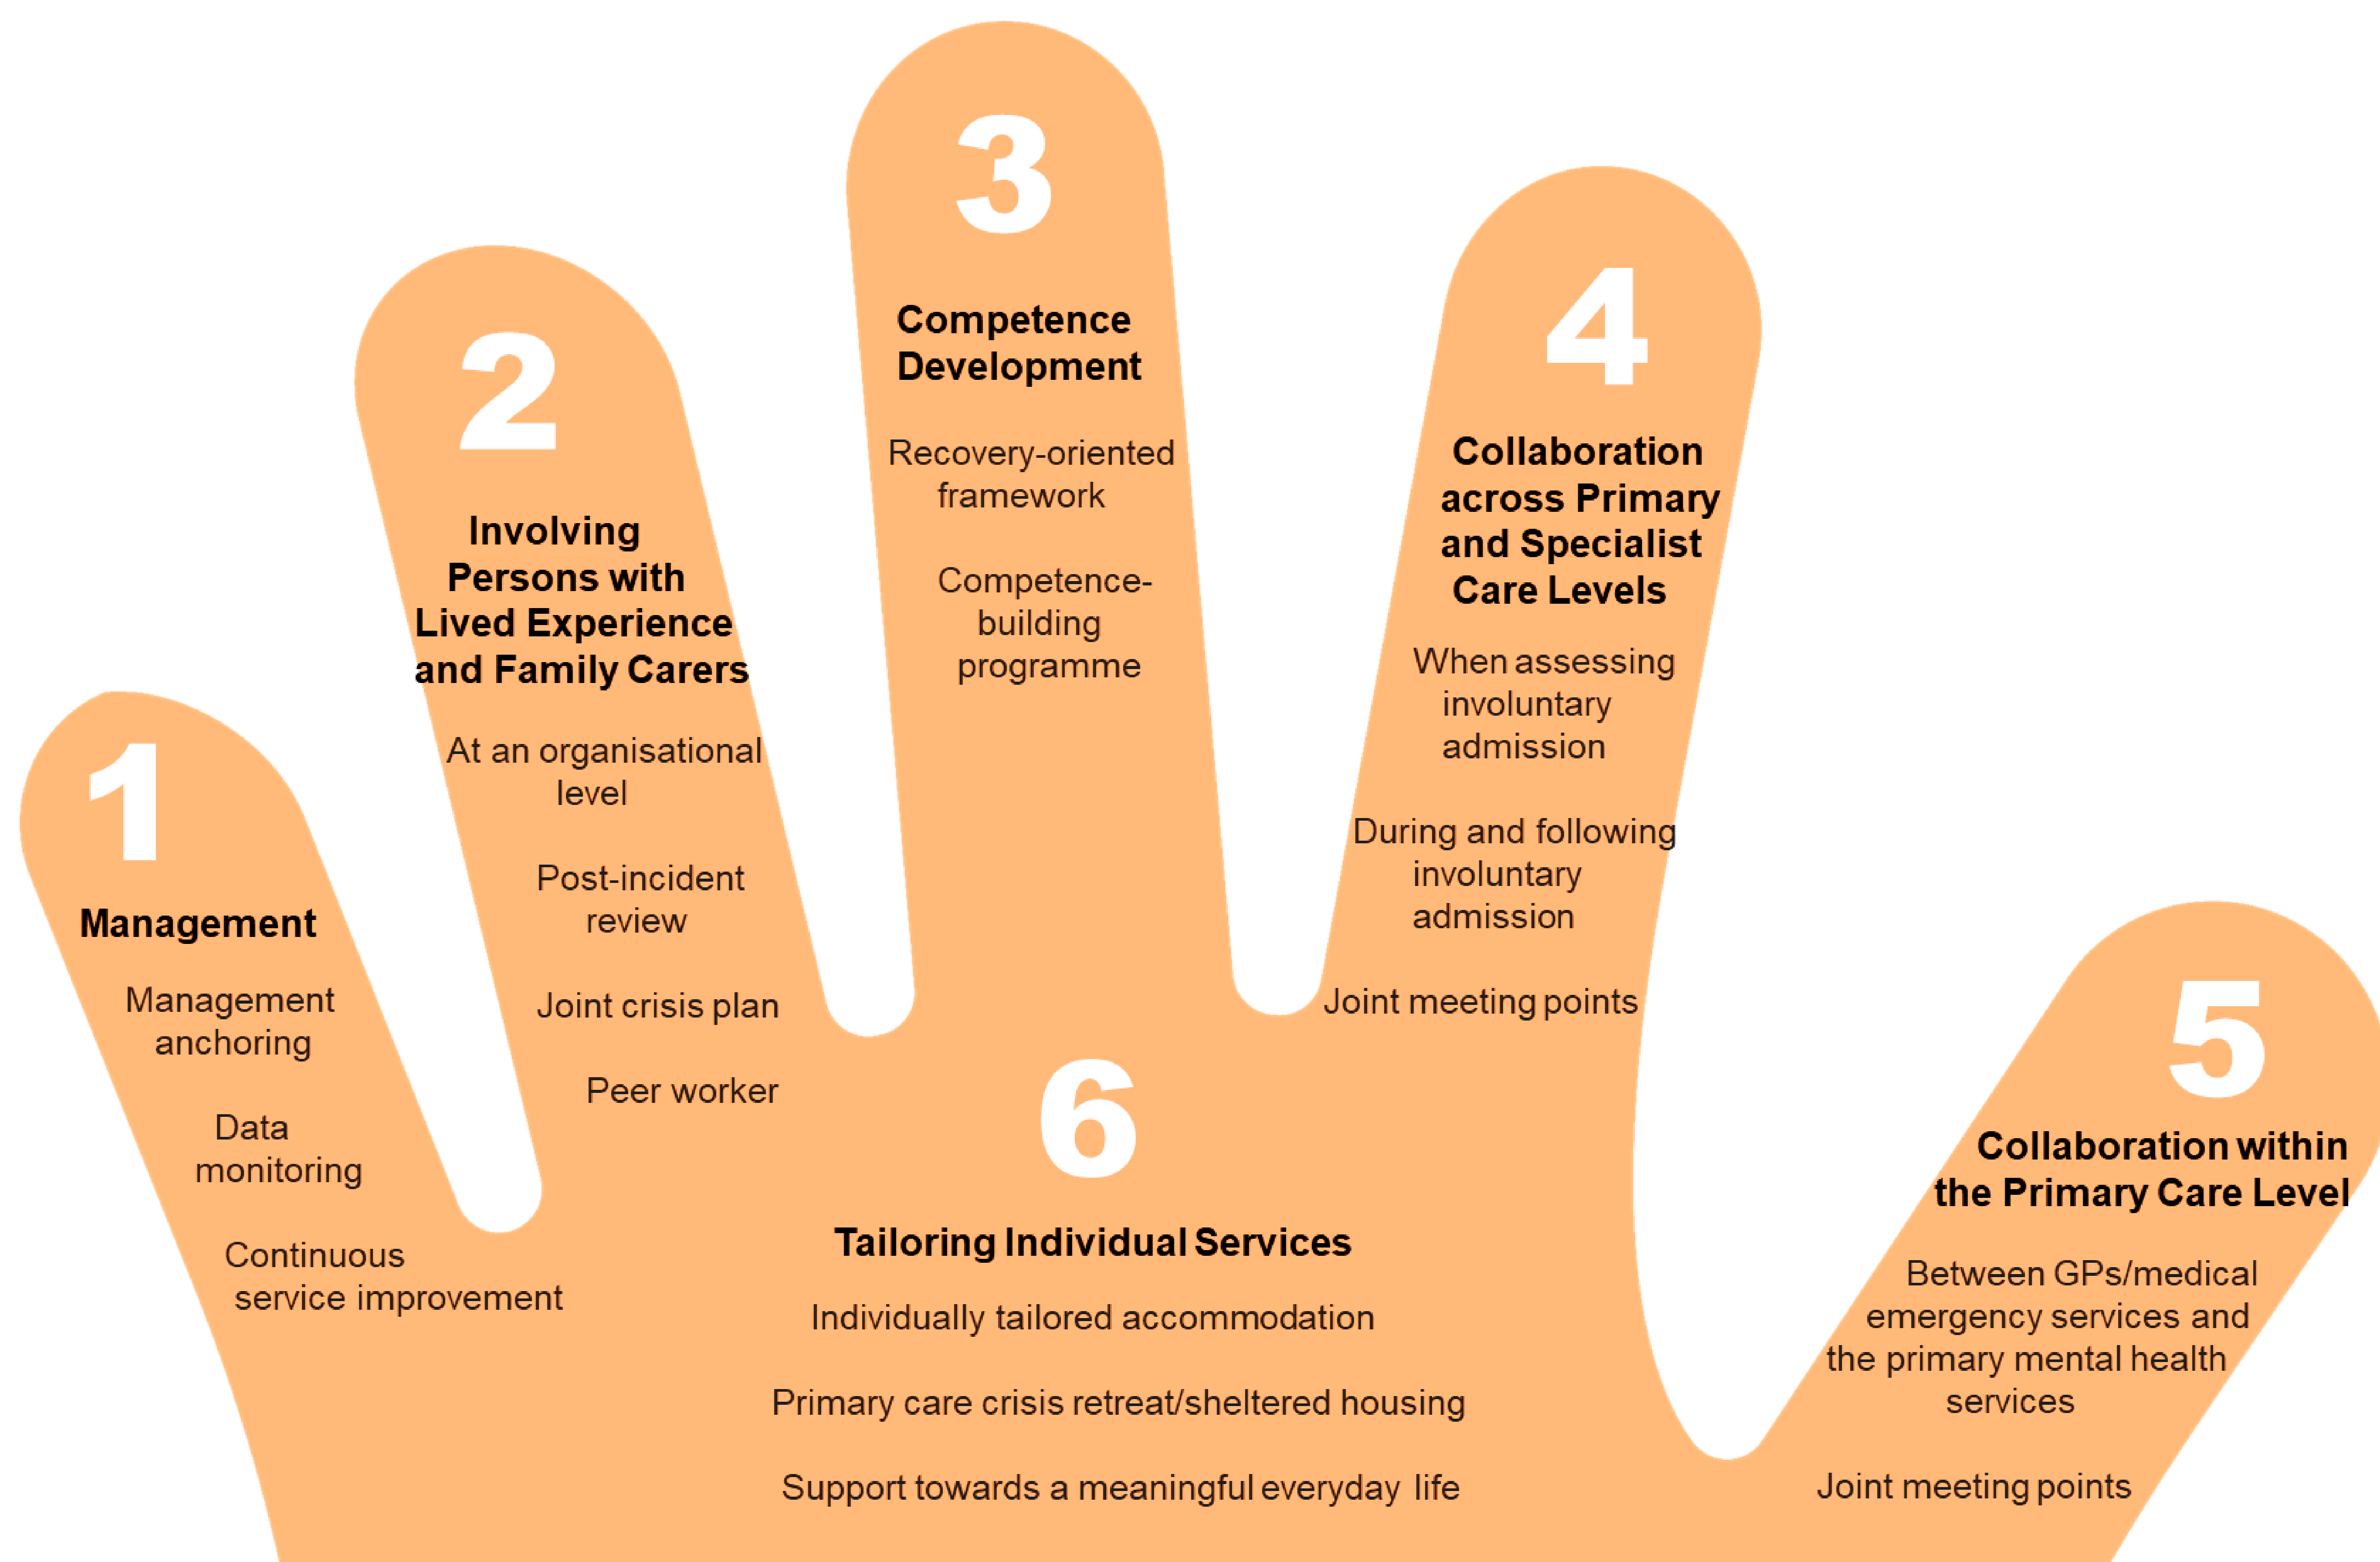 1
Management
Management
anchoring
Data
monitoring
Continuous
service improvement
2
Involving
Persons with
Lived Experience
and Family Carers
At an organisational
level
Post-incident
review
Joint crisis plan
Peer worker
3
Competence
Development
Recovery-oriented
framework
Competence-
building
programme
4
Collaboration
across Primary
and Specialist
Care Levels
When assessing
involuntary
admission
During and following
involuntary
admission
Joint meeting points
5
Collaboration within
the Primary Care Level
Between GPs/medical
emergency services and
the primary mental health
services
Joint meeting points
6
Tailoring Individual Services
Individually tailored accommodation
Primary care crisis retreat/sheltered housing
Support towards a meaningful everyday life